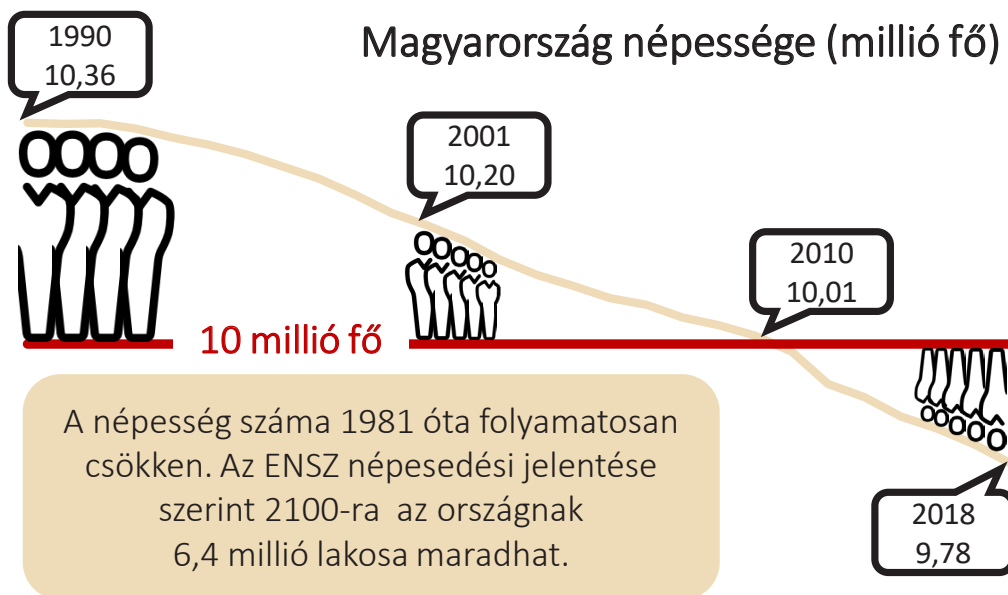 Magyarország népessége (millió fő)
1990
10,36
2001
10,20
2010
10,01
10 millió fő
A népesség száma 1981 óta folyamatosan
csökken. Az ENSZ népesedési jelentése
szerint 2100-ra az országnak
6,4 millió lakosa maradhat.
2018
9,78